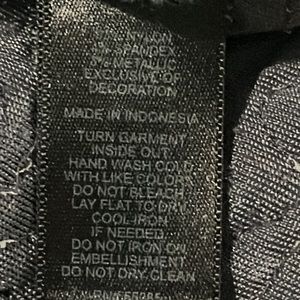 SPANDEX
METALLIC
EXCLUSIVE OF
DECORATION
MADE IN INDONESIA
TURN GARMENT
INSIDE OUT
HAND WASH COLD
WITH LIKE COLORS
DO NOT BLEACH
LAY FLAT TO DRY
COOL IRON
IF NEEDED
DO NOT IRON ON
EMBELLISHMENT
DO NOT DRY CLEAN